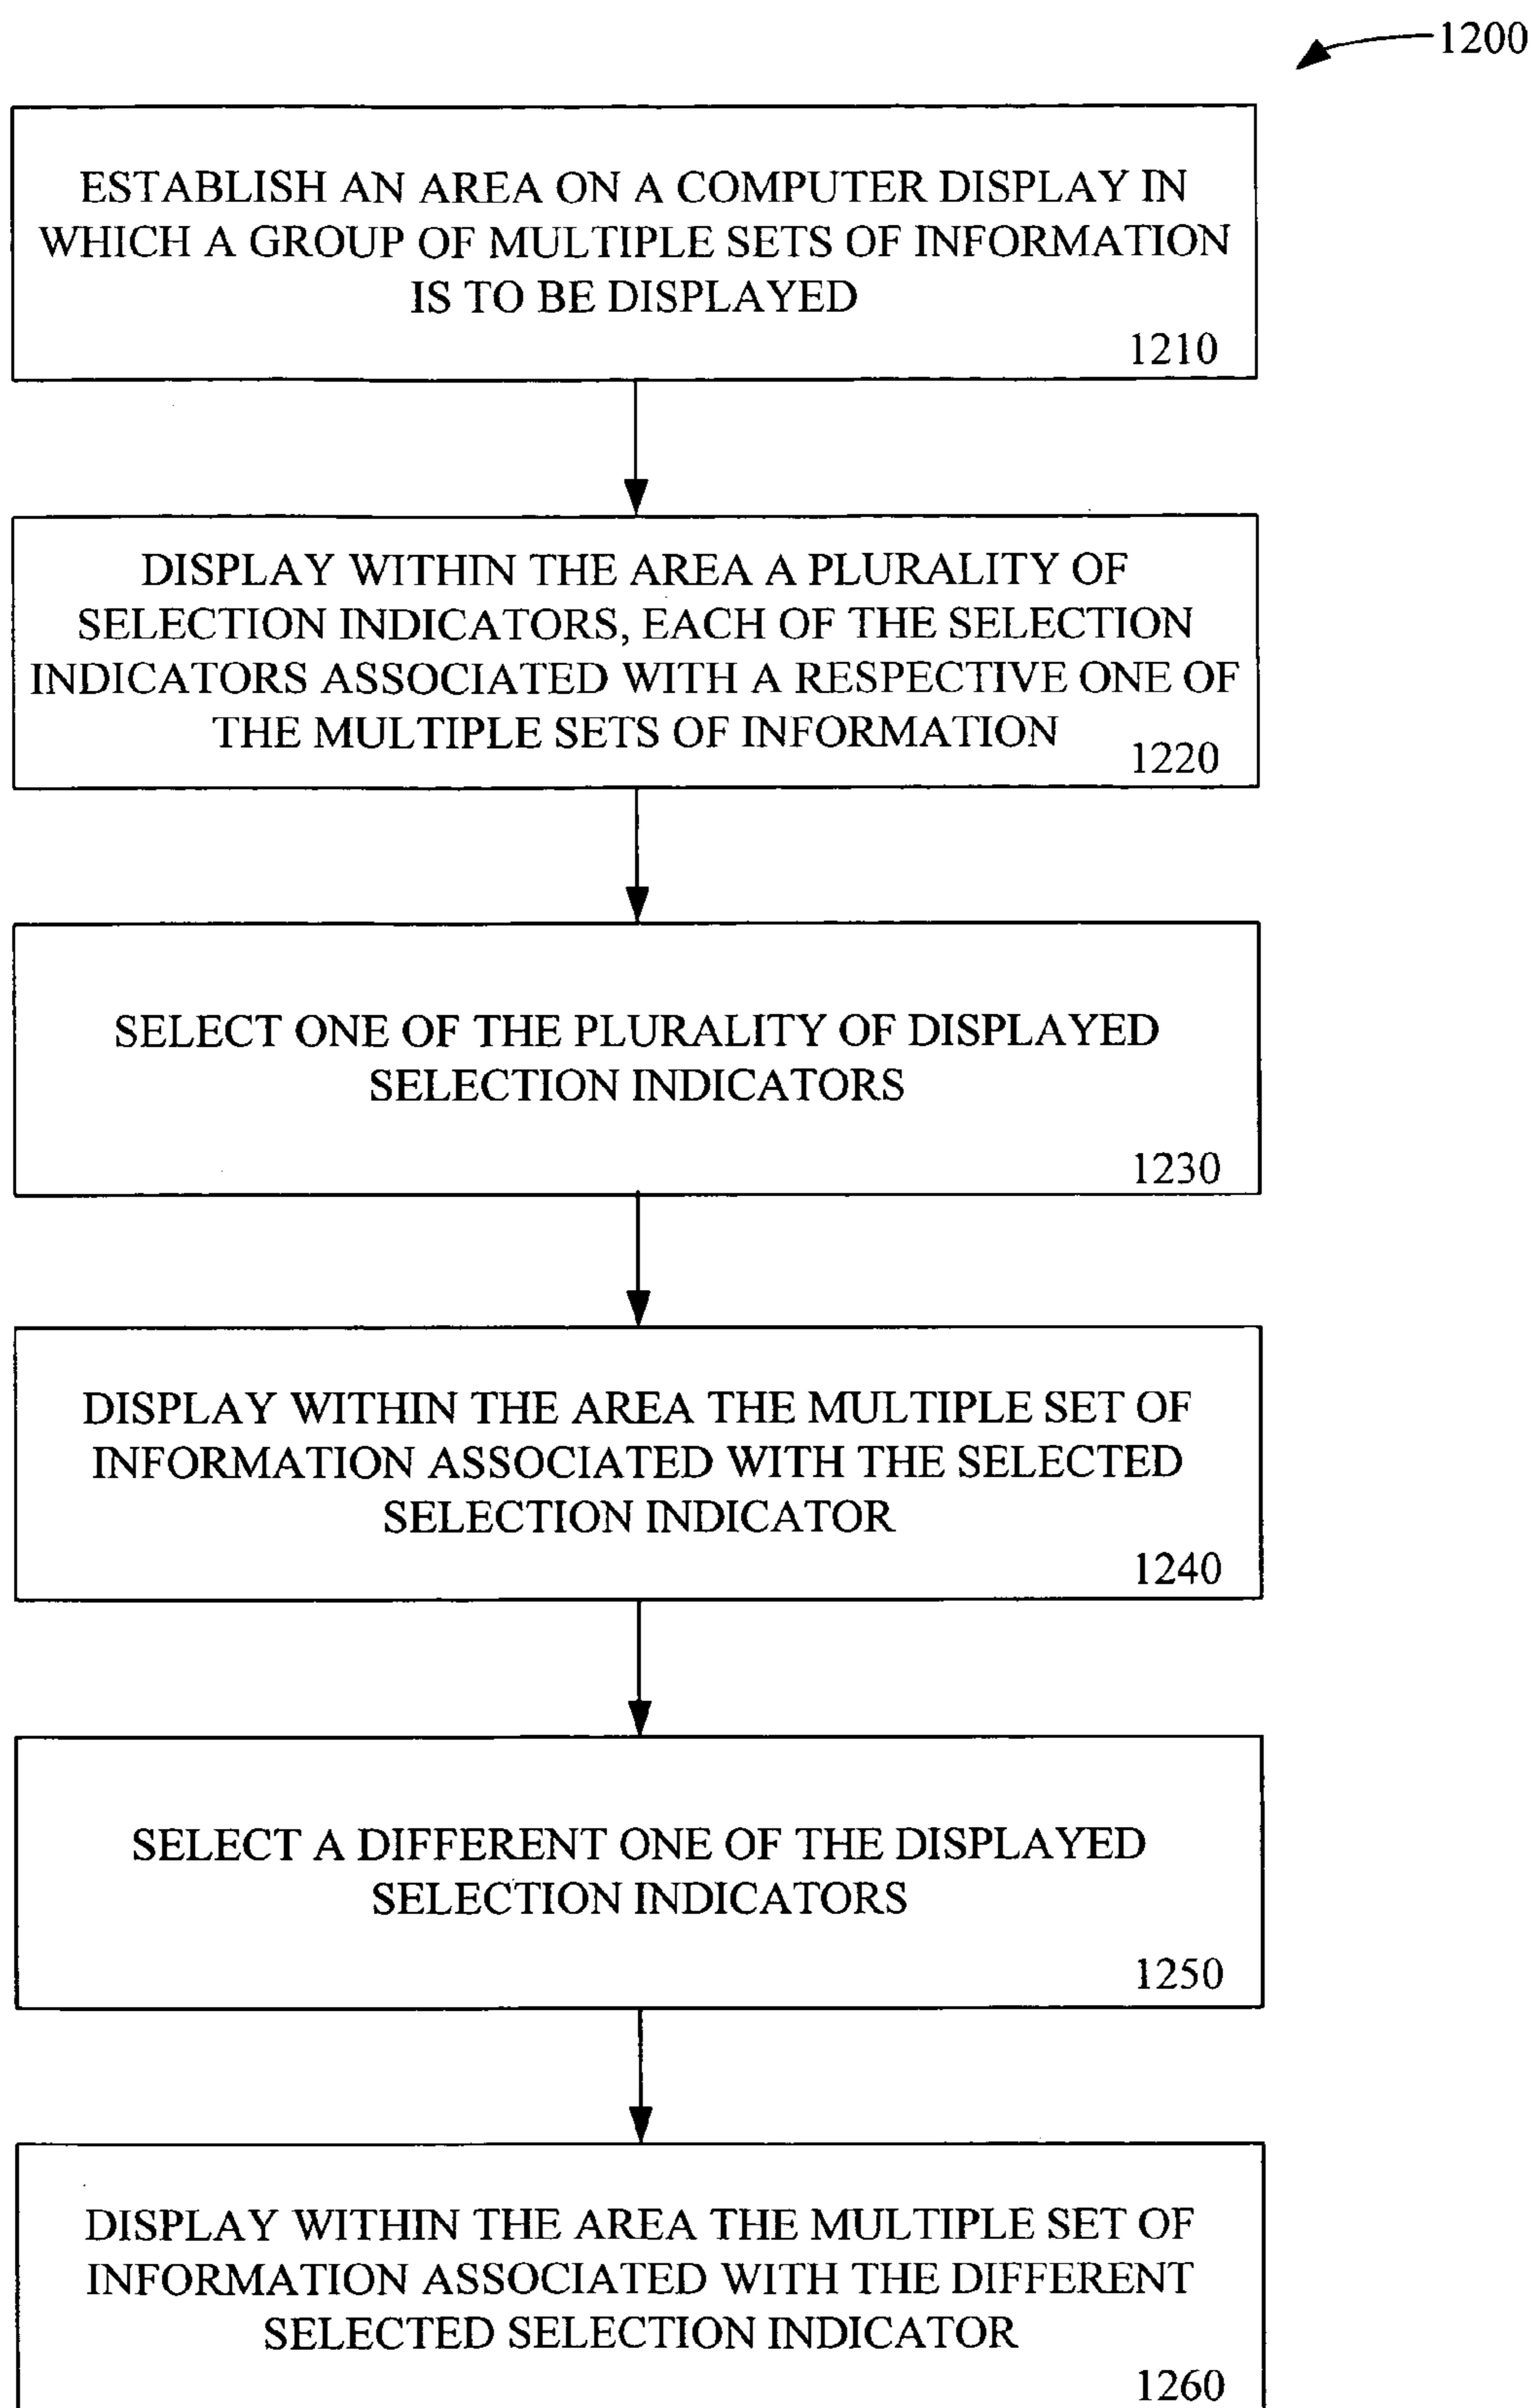 1200
ESTABLISH AN AREA ON A COMPUTER DISPLAY IN
WHICH A GROUP OF MULTIPLE SETS OF INFORMATION
IS TO BE DISPLAYED
1210
DISPLAY WITHIN THE AREA A PLURALITY OF
SELECTION INDICATORS, EACH OF THE SELECTION
INDICATORS ASSOCIATED WITH A RESPECTIVE ONE OF
THE MULTIPLE SETS OF INFORMATION
1220
SELECT ONE OF THE PLURALITY OF DISPLAYED
SELECTION INDICATORS
1230
DISPLAY WITHIN THE AREA THE MULTIPLE SET OF
INFORMATION ASSOCIATED WITH THE SELECTED
SELECTION INDICATOR
1240
SELECT A DIFFERENT ONE OF THE DISPLAYED
SELECTION INDICATORS
1250
DISPLAY WITHIN THE AREA THE MULTIPLE SET OF
INFORMATION ASSOCIATED WITH THE DIFFERENT
SELECTED SELECTION INDICATOR
1260